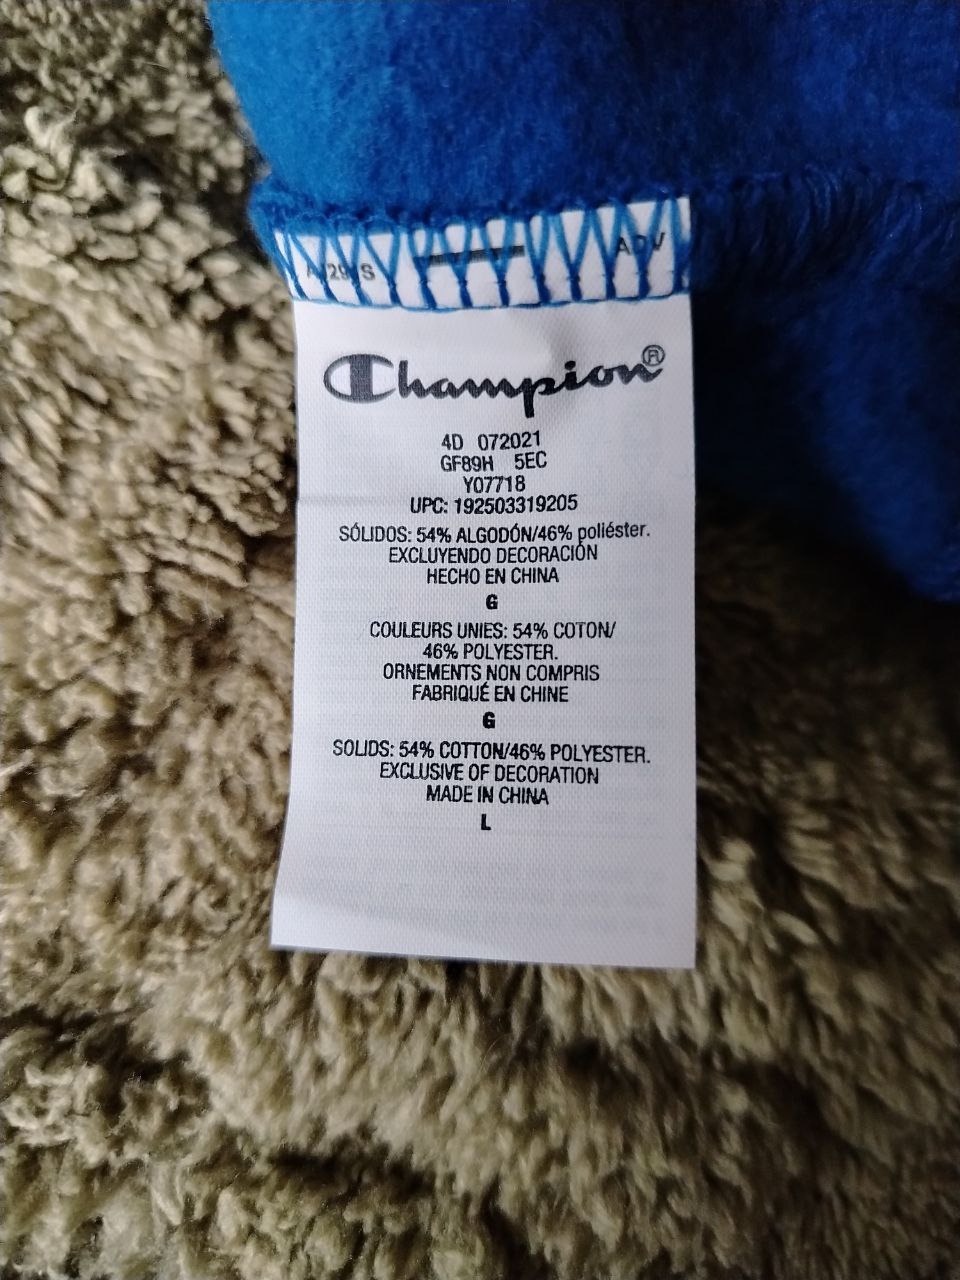 ADV
Champion®
4D 072021
GF89H 5EC
Y07718
UPC: 192503319205
SÓLIDOS: 54% ALGODÓN/46% poliéster.
EXCLUYENDO DECORACIÓN
HECHO EN CHINA
G
COULEURS UNIES: 54% COTON/
46% POLYESTER.
ORNEMENTS NON COMPRIS
FABRIQUÉ EN CHINE
G
SOLIDS: 54% COTTON/46% POLYESTER.
EXCLUSIVE OF DECORATION
MADE IN CHINA
L